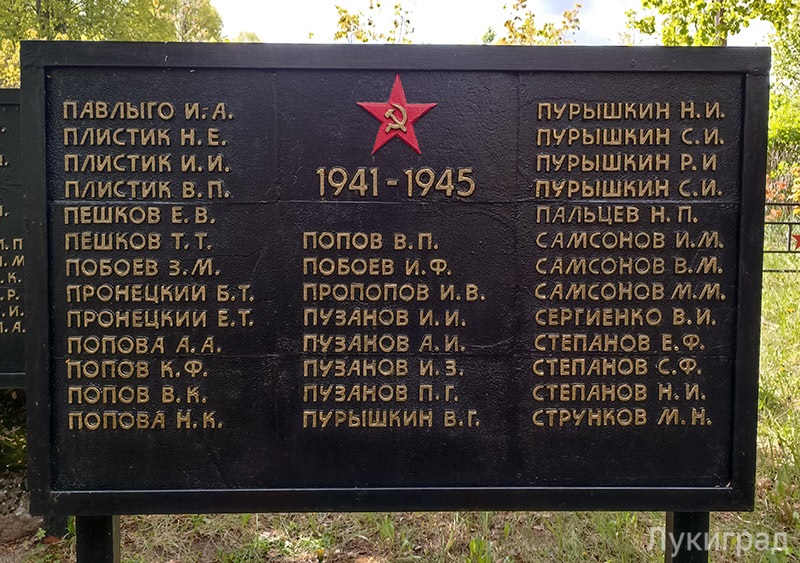 ПАВЛЫГО И. А.
ПЛИСТИК Н. Е.
ПЛИСТИК И. И.
ПЛИСТИК В. П.
ПЕШКОВ Е. В.
ПЕШКОВ Т. Т.
ПОБОЕВ З. М.
ПРОНЕЦКИЙ Б. Т.
ПРОНЕЦКИЙ Е. Т.
ПОПОВА А. А.
ПОПОВ К. Ф.
ПОПОВ В. К.
ПОПОВА Н. К.
1941-1945
ПОПОВ В. П.
ПОБОЕВ И. Ф.
ПРОПОПОВ И. В.
ПУЗАНОВ И. И.
ПУЗАНОВ А. И.
ПУЗАНОВ И. З.
ПУЗАНОВ П. Г.
ПУРЫШКИН В. Г.
ПУРЫШКИН Н. И.
ПУРЫШКИН С. И.
ПУРЫШКИН Р. И
ПУРЫШКИН С. И.
ПАЛЬЦЕВ Н. П.
САМСОНОВ И. М.
САМСОНОВ В. М.
САМСОНОВ М. М.
СЕРГИЕНКО В. И.
СТЕПАНОВ Е. Ф.
СТЕПАНОВ С. Ф.
СТЕПАНОВ Н. И.
СТРУНКОВ М. Н.
Лукиград